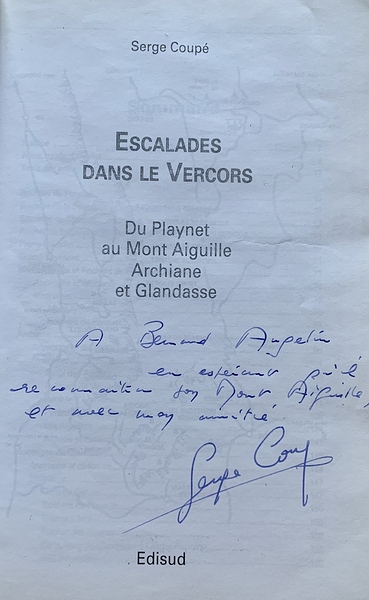 Serge Coupé
ESCALADES
DANS LE VERCORS
Du Playnet
au Mont Aiguille
Archiane
et Glandasse
A Bernard Angelin
en espérant qu'il
reconnaîtra son Mont Aiguille,
et avec mon amitié.
Serge Coupé
Edisud